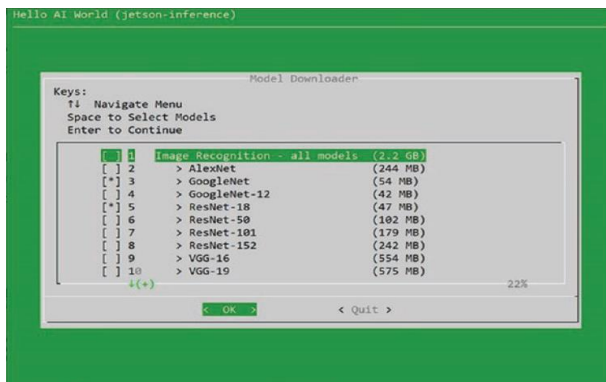 Hello AI World (jetson-inference)
Model Downloader
Keys:
↑↓ Navigate Menu
Space to Select Models
Enter to Continue
[ ] 1 Image Recognition - all models (2.2 GB)
[ ] 2 > AlexNet (244 MB)
[*] 3 > GoogleNet (54 MB)
[ ] 4 > GoogleNet-12 (42 MB)
[*] 5 > ResNet-18 (47 MB)
[ ] 6 > ResNet-50 (102 MB)
[ ] 7 > ResNet-101 (179 MB)
[ ] 8 > ResNet-152 (242 MB)
[ ] 9 > VGG-16 (554 MB)
[ ] 10 > VGG-19 (575 MB)
↓(+) 22%
< OK > < Quit >